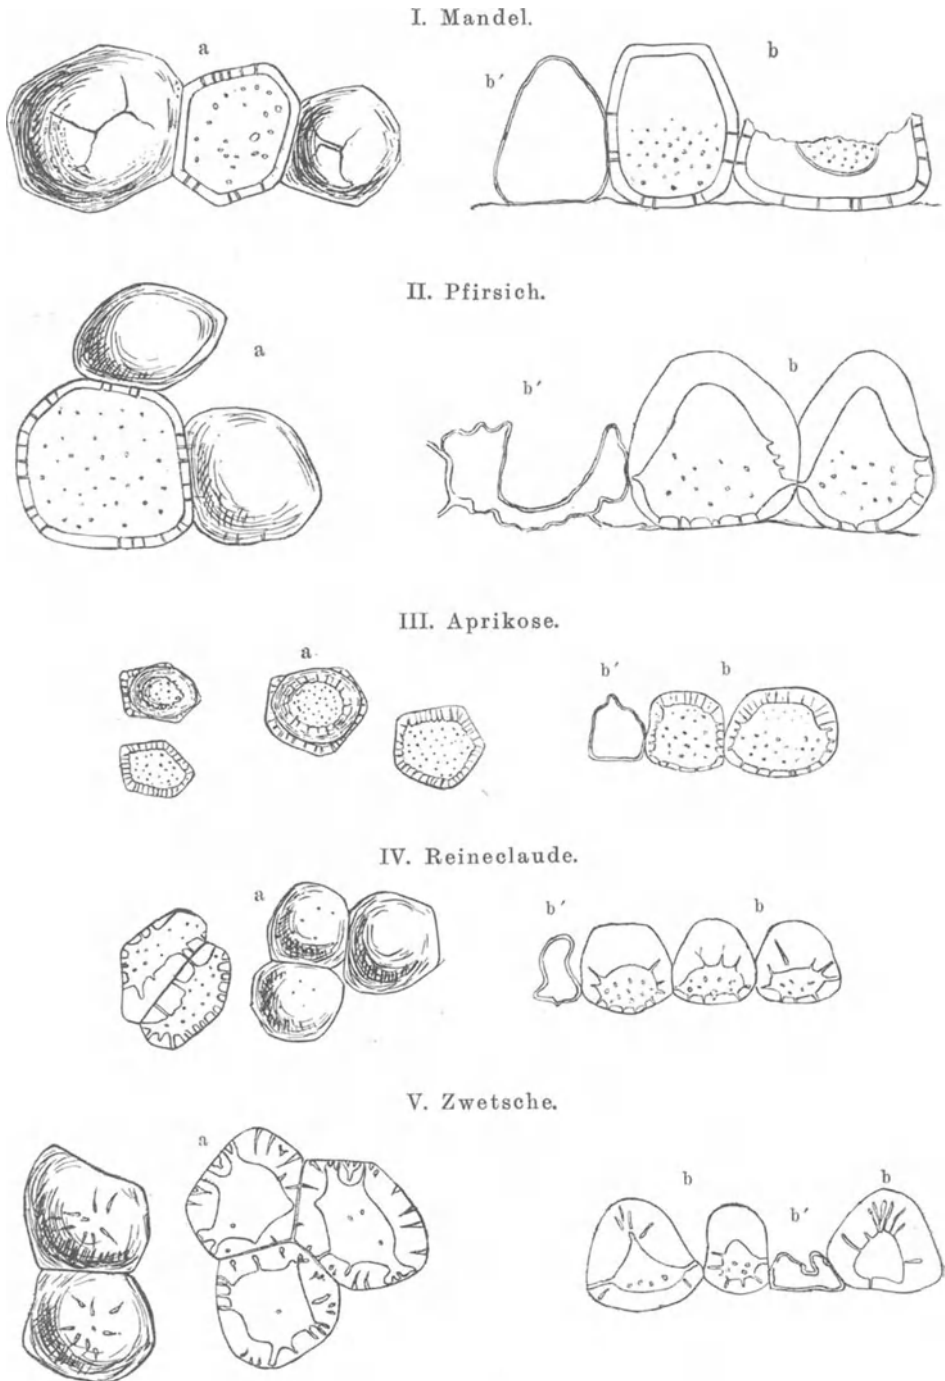 I. Mandel.
a
b′
b
II. Pfirsich.
a
b′
b
III. Aprikose.
a
b′
b
IV. Reineclaude.
a
b′
b
V. Zwetsche.
a
b
b′
b